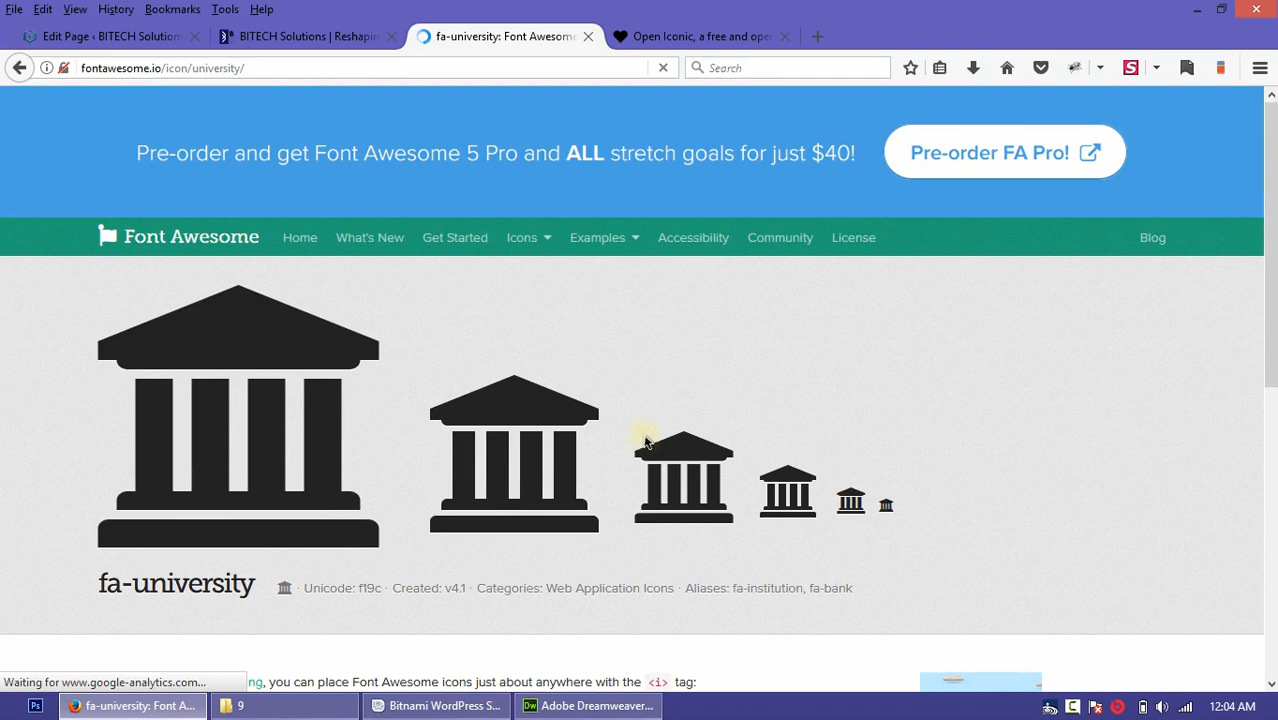 File Edit View History Bookmarks Tools Help
Edit Page ‹ BITECH Solution
BITECH Solutions | Reshapin
fa-university: Font Awesome
Open Iconic, a free and ope
fontawesome.io/icon/university/
Search
Pre-order and get Font Awesome 5 Pro and ALL stretch goals for just $40!
Pre-order FA Pro!
Font Awesome Home What's New Get Started Icons Examples Accessibility Community License Blog
fa-university
· Unicode: f19c · Created: v4.1 · Categories: Web Application Icons · Aliases: fa-institution, fa-bank
ng, you can place Font Awesome icons just about anywhere with the <i> tag:
Waiting for www.google-analytics.com...
Ps
fa-university: Font A...
9
Bitnami WordPress S...
Dw Adobe Dreamweaver...
12:04 AM